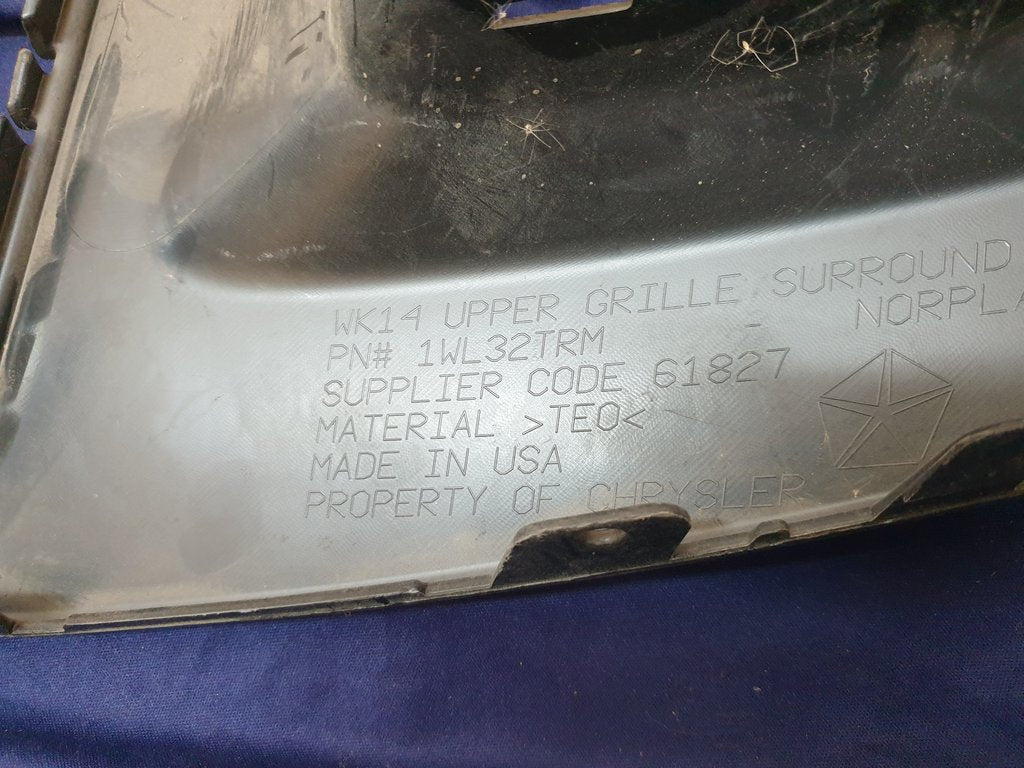 WK14 UPPER GRILLE SURROUND
NORPLA
PN# 1WL32TRM
SUPPLIER CODE 61827
MATERIAL >TEO<
MADE IN USA
PROPERTY OF CHRYSLER